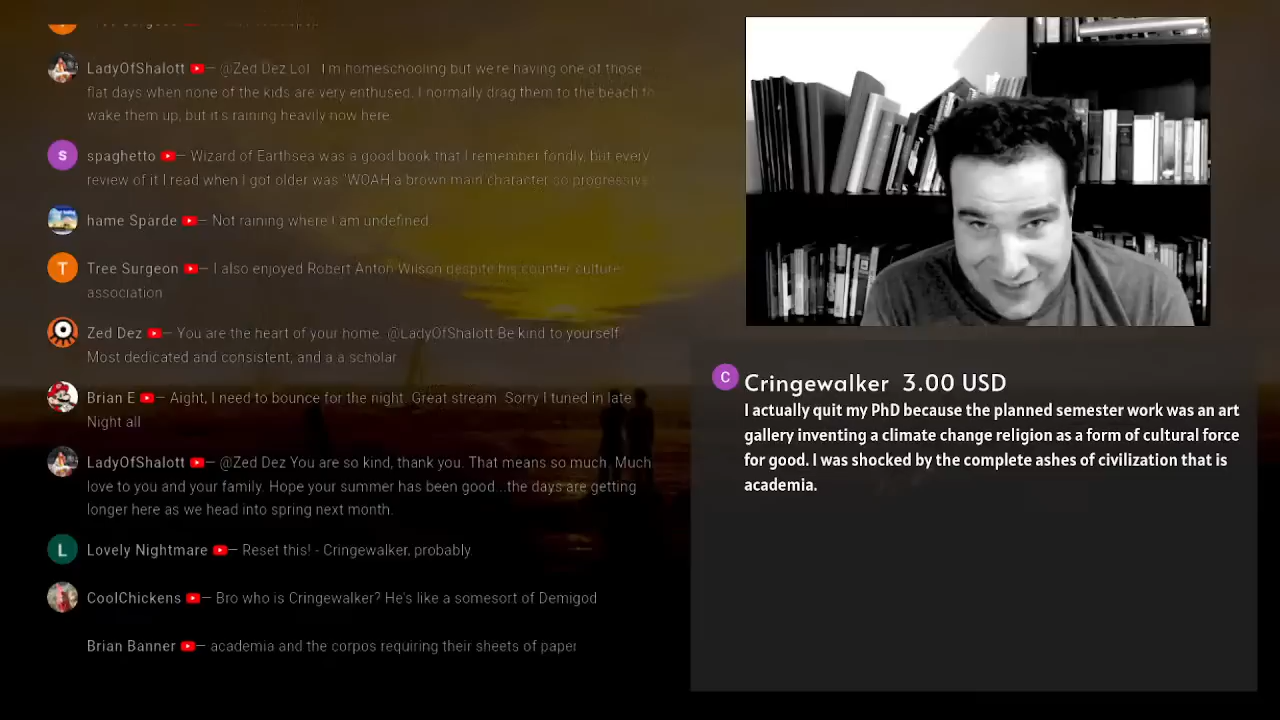 LadyOfShalott — @Zed Dez Lol I'm homeschooling but we're having one of those
flat days when none of the kids are very enthused. I normally drag them to the beach to
wake them up, but it's raining heavily now here.
spaghetto — Wizard of Earthsea was a good book that I remember fondly, but every
review of it I read when I got older was "WOAH a brown main character so progressive
hame Sparde — Not raining where I am undefined
Tree Surgeon — I also enjoyed Robert Anton Wilson despite his counter culture
association
Zed Dez — You are the heart of your home. @LadyOfShalott Be kind to yourself
Most dedicated and consistent, and a a scholar
Brian E — Aight, I need to bounce for the night. Great stream. Sorry I tuned in late.
Night all
LadyOfShalott — @Zed Dez You are so kind, thank you. That means so much. Much
love to you and your family. Hope your summer has been good...the days are getting
longer here as we head into spring next month.
L Lovely Nightmare — Reset this! - Cringewalker, probably
CoolChickens — Bro who is Cringewalker? He's like a somesort of Demigod
Brian Banner — academia and the corpos requiring their sheets of paper
C Cringewalker 3.00 USD
I actually quit my PhD because the planned semester work was an art
gallery inventing a climate change religion as a form of cultural force
for good. I was shocked by the complete ashes of civilization that is
academia.